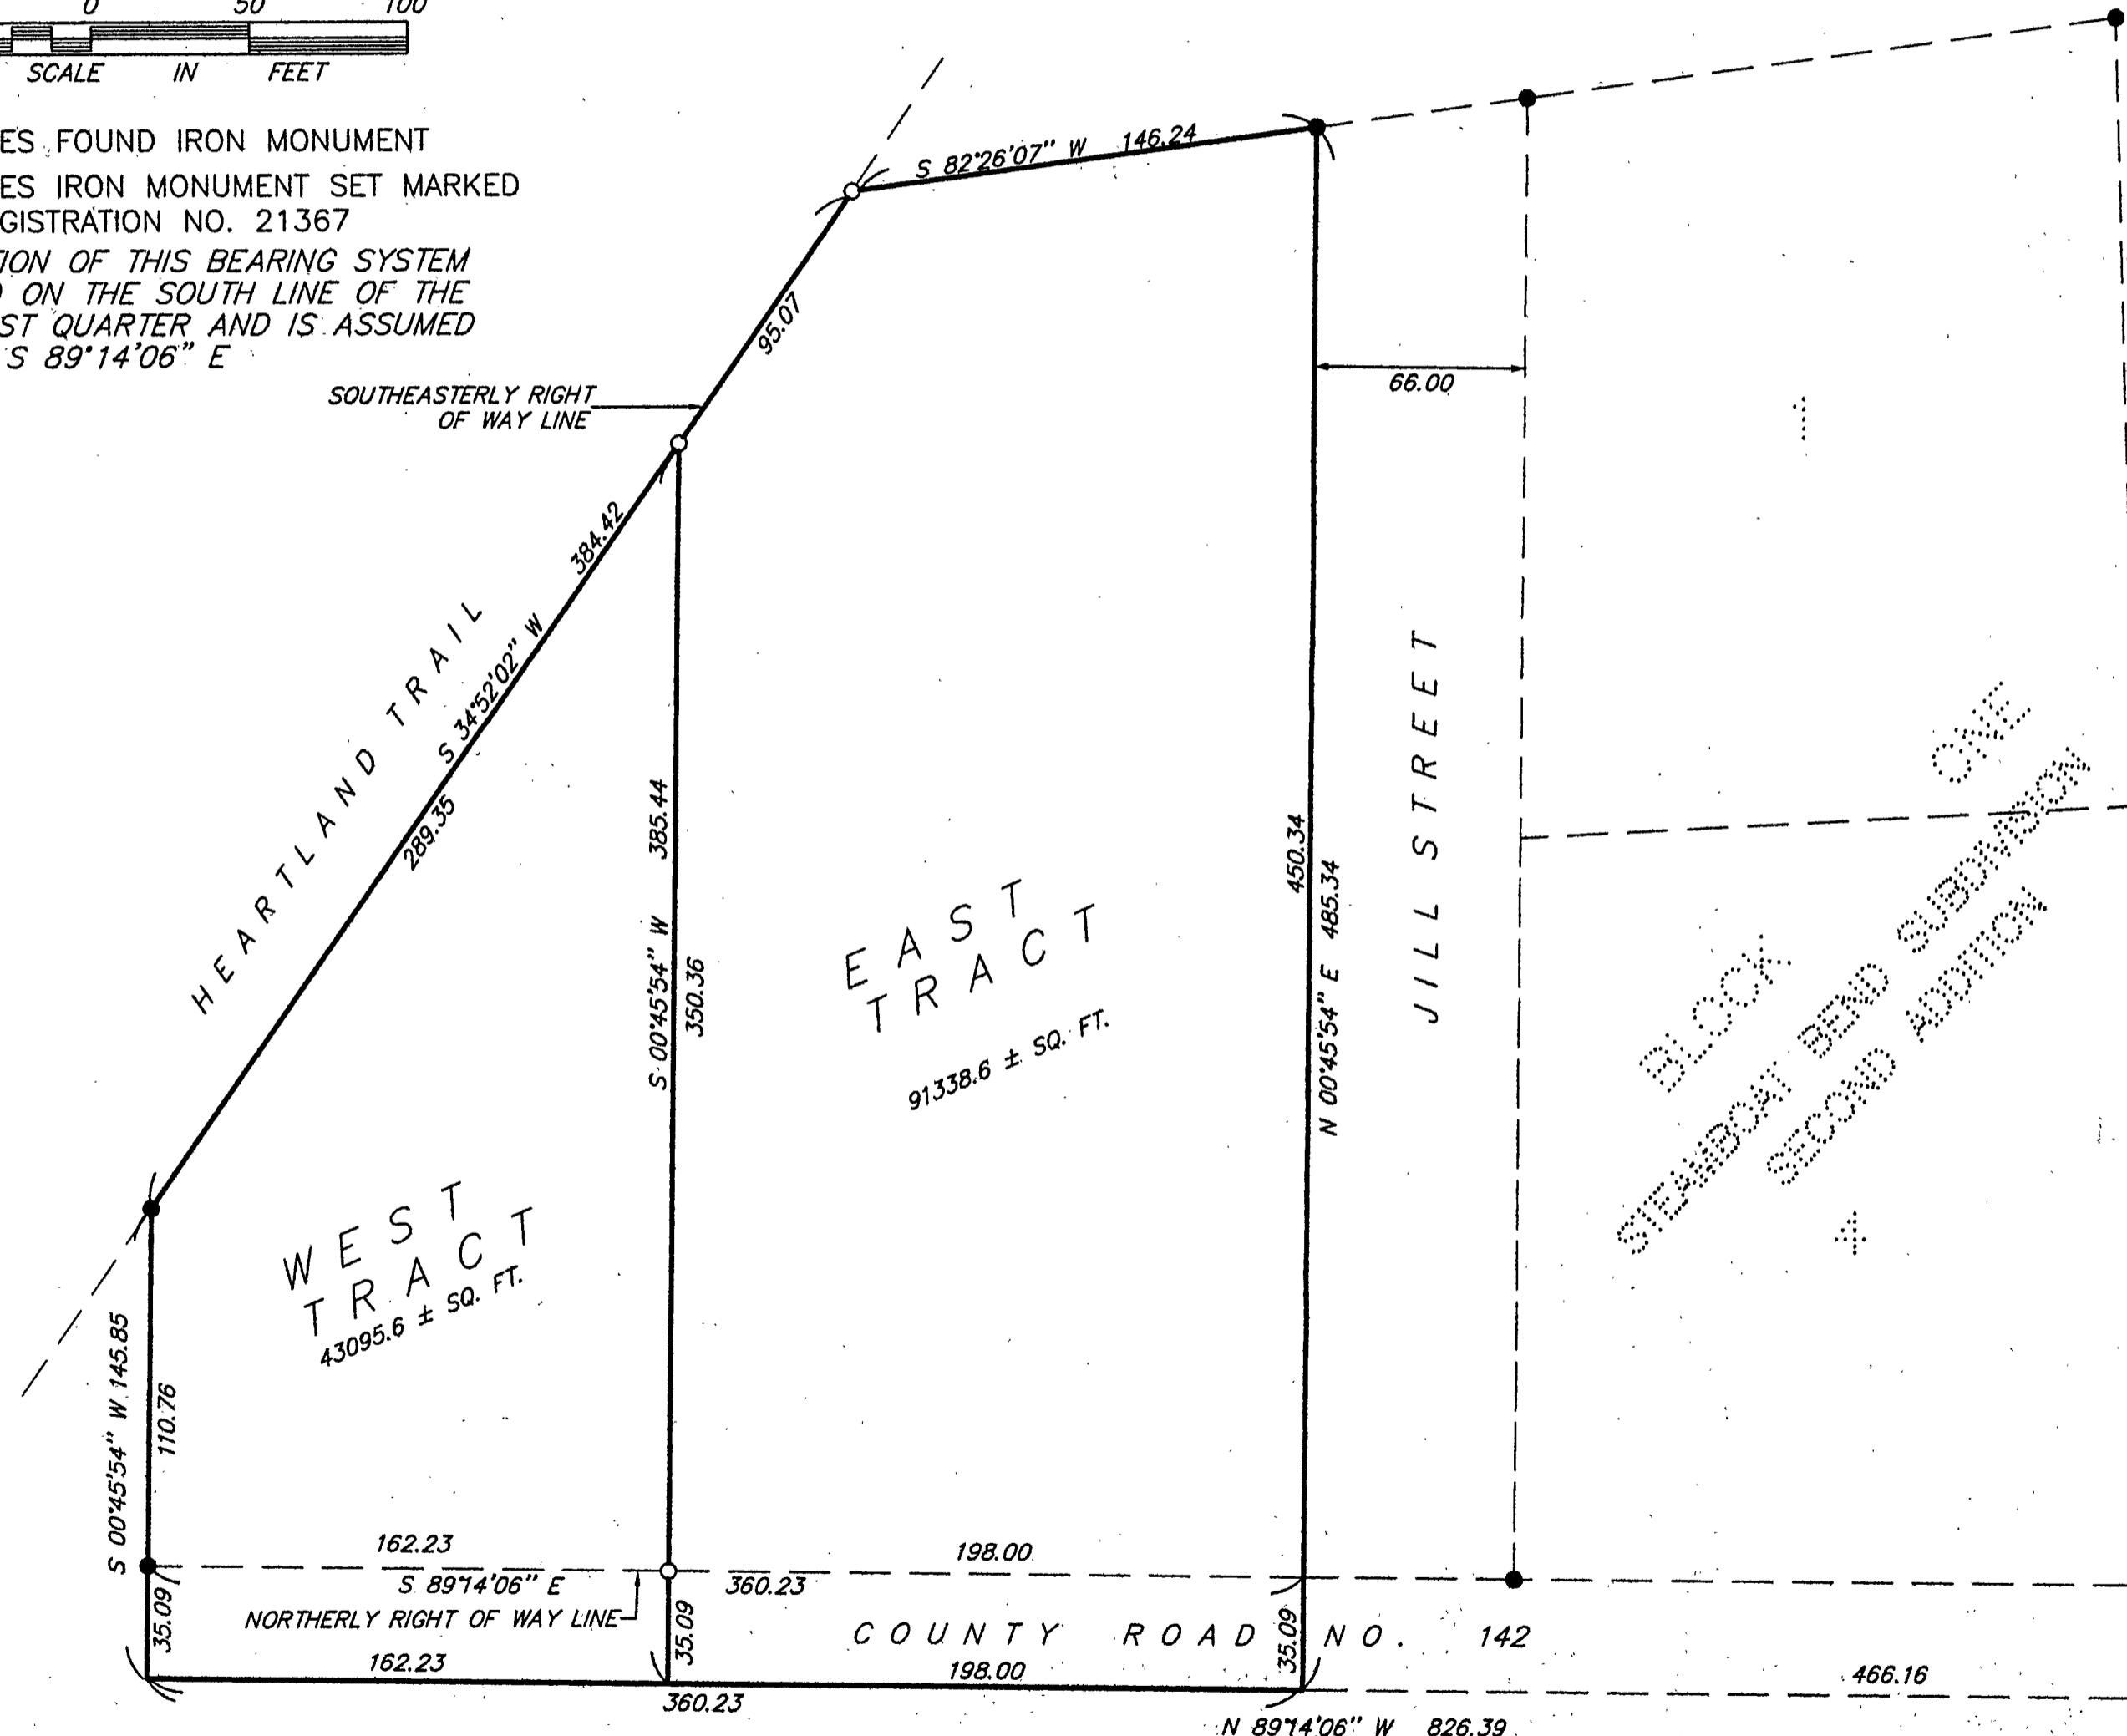 0 50 100
SCALE IN FEET
ES FOUND IRON MONUMENT
ES IRON MONUMENT SET MARKED
GISTRATION NO. 21367
TION OF THIS BEARING SYSTEM
ON THE SOUTH LINE OF THE
ST QUARTER AND IS ASSUMED
S 89°14'06" E
S 82°26'07" W 146.24
95.07
SOUTHEASTERLY RIGHT
OF WAY LINE
66.00
1
384.42
S 34°52'02" W
289.35
HEARTLAND TRAIL
S 00°45'54" W 385.44
350.36
EAST
TRACT
91338.6 ± SQ. FT.
450.34
N 00°45'54" E 485.34
JILL STREET
BLOCK ONE
STEAMBOAT BEND SUBDIVISION
SECOND ADDITION
4
WEST
TRACT
43095.6 ± SQ. FT.
S 00°45'54" W 145.85
110.76
162.23
S 89°14'06" E
360.23
198.00
NORTHERLY RIGHT OF WAY LINE
35.09
35.09
35.09
COUNTY ROAD NO. 142
162.23
198.00
360.23
466.16
N 89°14'06" W 826.39